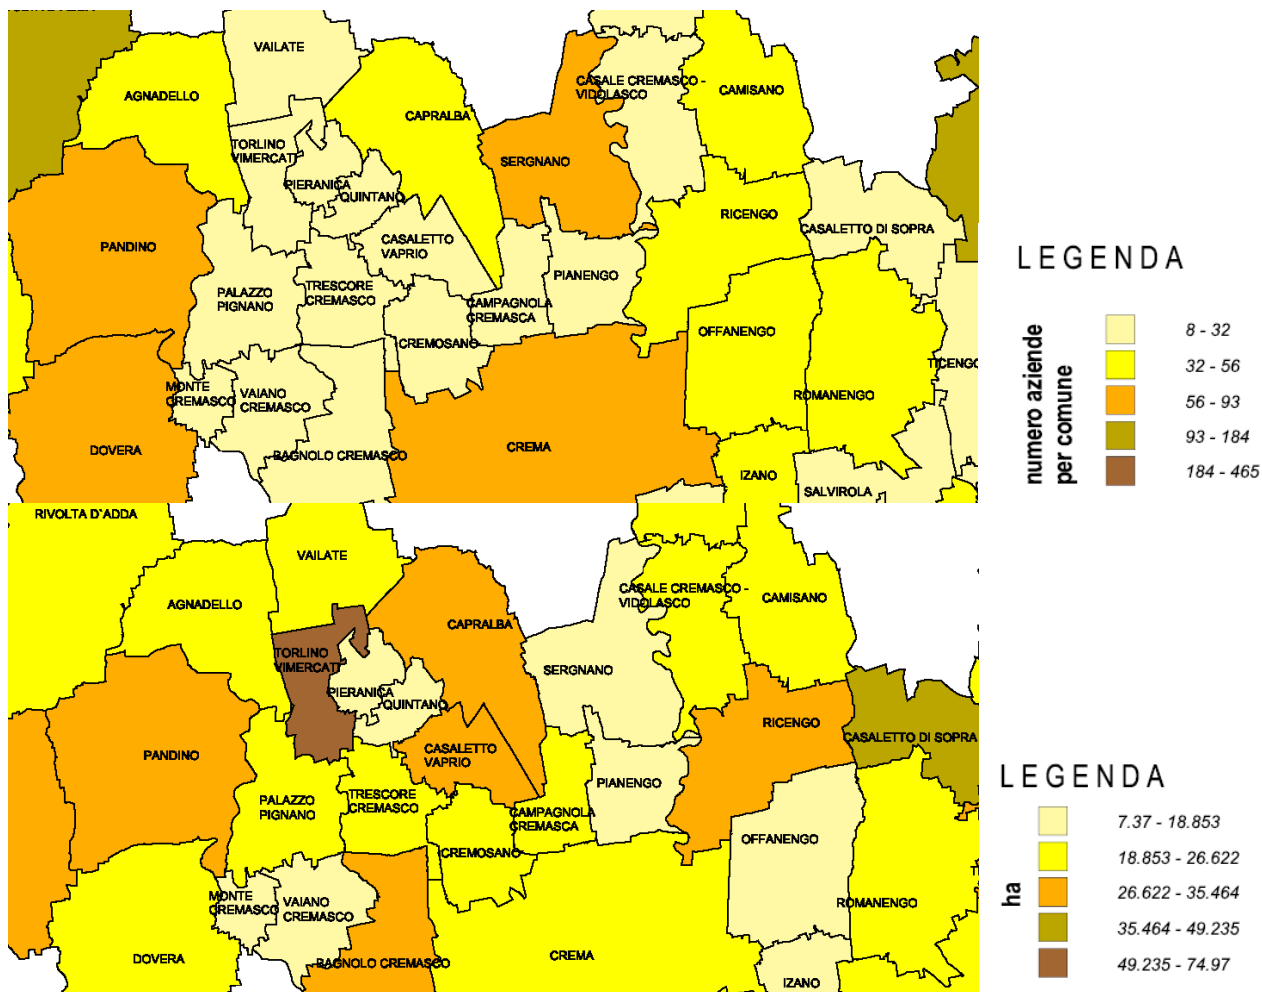 VAILATE
AGNADELLO
CAPRALBA
CASALE CREMASCO -
VIDOLASCO
CAMISANO
TORLINO
VIMERCATI
SERGNANO
PIERANICA
QUINTANO
RICENGO
CASALETTO DI SOPRA
PANDINO
CASALETTO
VAPRIO
PIANENGO
PALAZZO
PIGNANO
TRESCORE
CREMASCO
CAMPAGNOLA
CREMASCA
OFFANENGO
CREMOSANO
TICENGO
MONTE
CREMASCO
VAIANO
CREMASCO
ROMANENGO
DOVERA
BAGNOLO CREMASCO
CREMA
IZANO
SALVIROLA
LEGENDA
numero aziende
per comune
8 - 32
32 - 56
56 - 93
93 - 184
184 - 465
RIVOLTA D'ADDA
VAILATE
AGNADELLO
CAPRALBA
CASALE CREMASCO -
VIDOLASCO
CAMISANO
TORLINO
VIMERCATI
SERGNANO
PIERANICA
QUINTANO
RICENGO
CASALETTO DI SOPRA
PANDINO
CASALETTO
VAPRIO
PIANENGO
PALAZZO
PIGNANO
TRESCORE
CREMASCO
CAMPAGNOLA
CREMASCA
OFFANENGO
CREMOSANO
MONTE
CREMASCO
VAIANO
CREMASCO
ROMANENGO
DOVERA
BAGNOLO CREMASCO
CREMA
IZANO
LEGENDA
ha
7.37 - 18.853
18.853 - 26.622
26.622 - 35.464
35.464 - 49.235
49.235 - 74.97